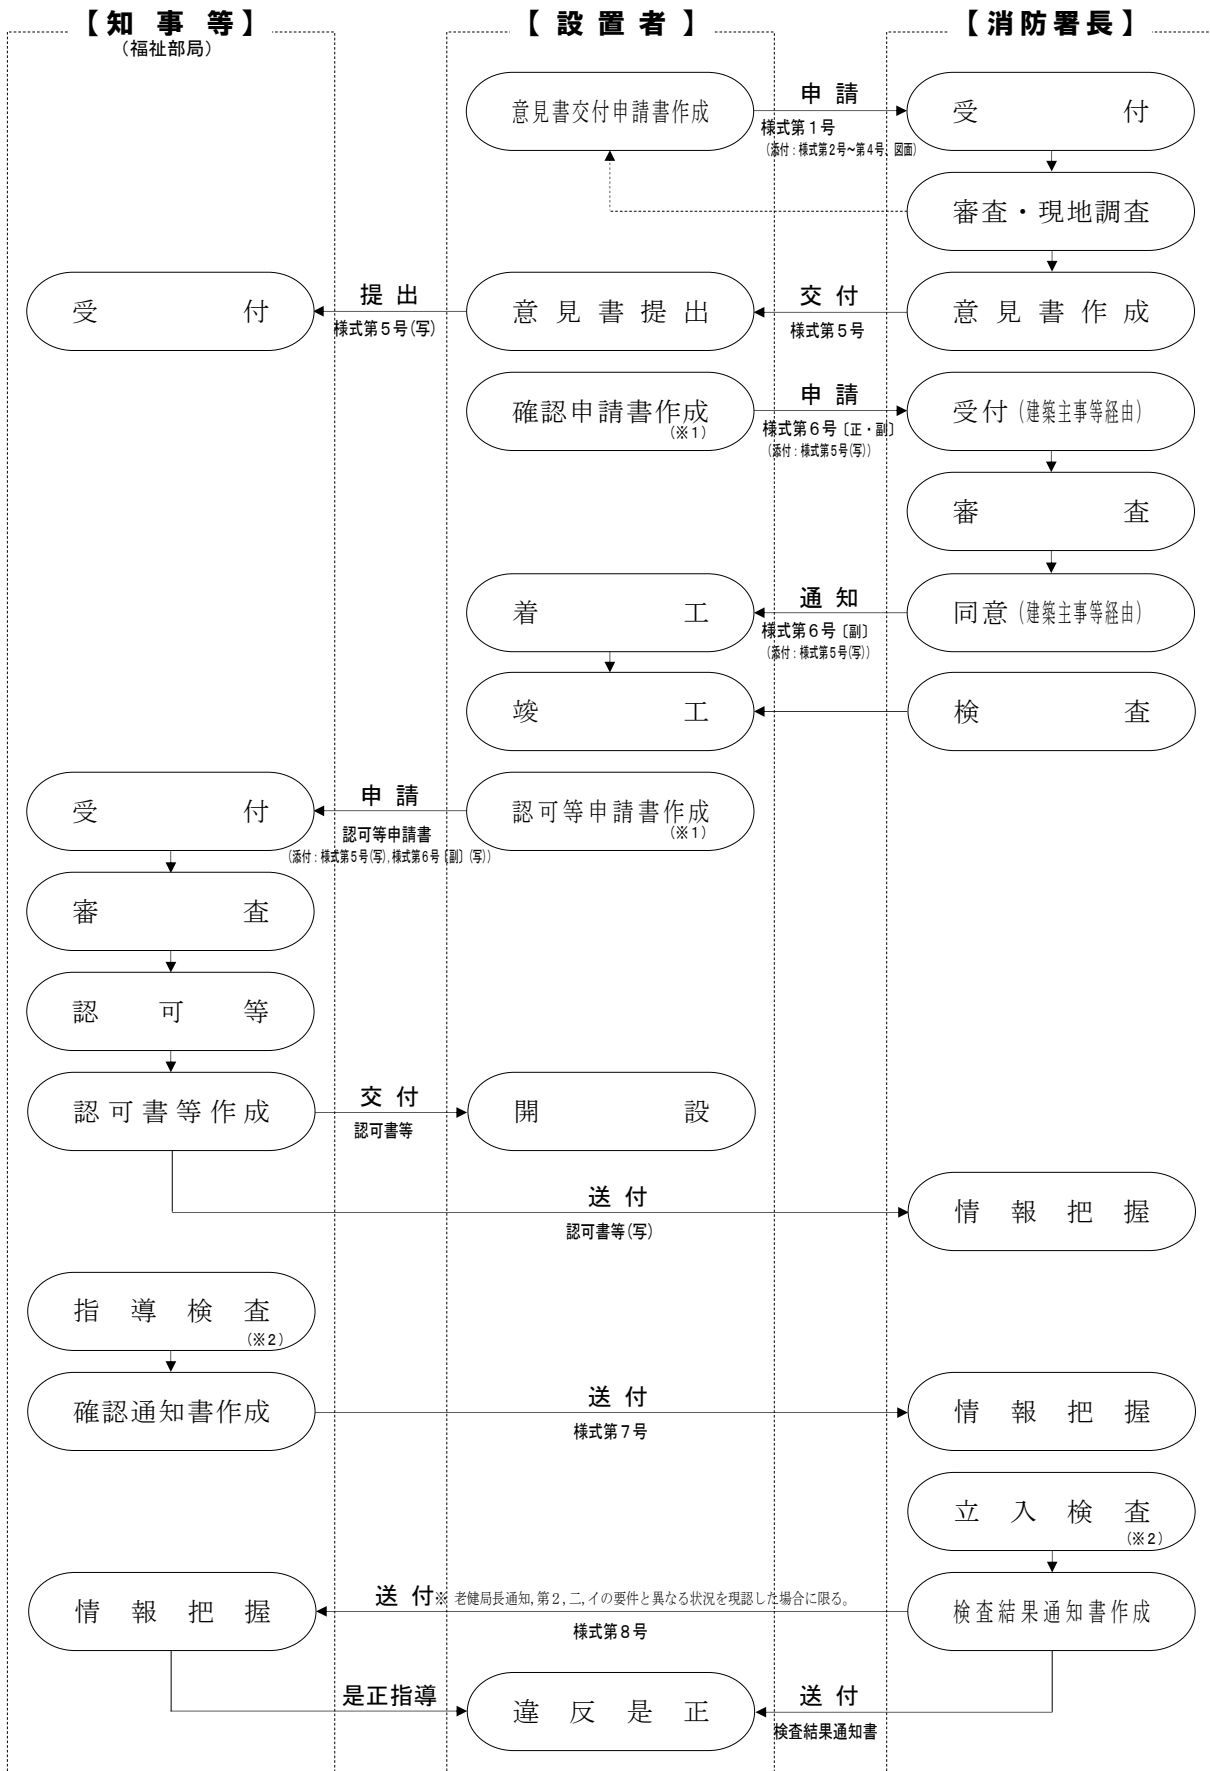 【知事等】
（福祉部局）
【設置者】
【消防署長】
意見書交付申請書作成
申請
様式第１号
（添付：様式第２号~第４号、図面）
受付
審査・現地調査
受付
提出
様式第５号（写）
意見書提出
交付
様式第５号
意見書作成
確認申請書作成
（※１）
申請
様式第６号〔正・副〕
（添付：様式第５号（写））
受付（建築主事等経由）
審査
着工
通知
様式第６号〔副〕
（添付：様式第５号（写））
同意（建築主事等経由）
竣工
検査
受付
申請
認可等申請書
（添付：様式第５号（写），様式第６号〔副〕（写））
認可等申請書作成
（※１）
審査
認可等
認可書等作成
交付
認可書等
開設
送付
認可書等（写）
情報把握
指導検査
（※２）
確認通知書作成
送付
様式第７号
情報把握
立入検査
（※２）
情報把握
送付※ 老健局長通知，第２，二，イの要件と異なる状況を現認した場合に限る。
様式第８号
検査結果通知書作成
是正指導
違反是正
送付
検査結果通知書